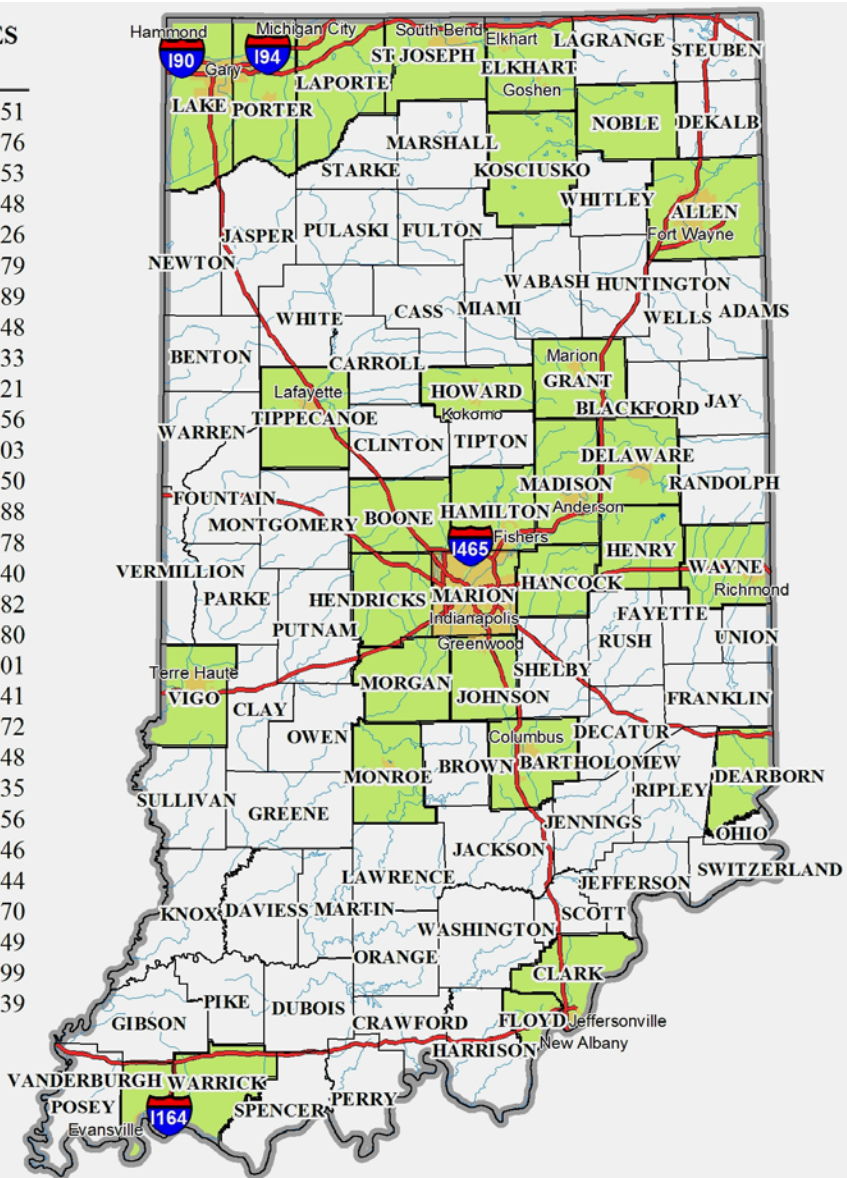 ES
51
76
53
48
26
79
89
48
33
21
56
03
50
88
78
40
82
80
01
41
72
48
35
56
46
44
70
49
99
39
Hammond
Michigan City
South Bend
Elkhart
LAGRANGE
STEUBEN
I90
I94
Gary
ST JOSEPH
ELKHART
LAPORTE
Goshen
LAKE
PORTER
NOBLE
DEKALB
MARSHALL
STARKE
KOSCIUSKO
WHITLEY
ALLEN
Fort Wayne
JASPER
PULASKI
FULTON
NEWTON
WABASH
HUNTINGTON
WHITE
CASS
MIAMI
WELLS
ADAMS
BENTON
CARROLL
Marion
GRANT
Lafayette
HOWARD
BLACKFORD
JAY
TIPPECANOE
Kokomo
WARREN
CLINTON
TIPTON
DELAWARE
MADISON
RANDOLPH
FOUNTAIN
MONTGOMERY
BOONE
HAMILTON
Anderson
I465
Fishers
HENRY
WAYNE
VERMILLION
HANCOCK
Richmond
PARKE
HENDRICKS
MARION
Indianapolis
FAYETTE
PUTNAM
RUSH
UNION
Greenwood
Terre Haute
VIGO
MORGAN
SHELBY
JOHNSON
FRANKLIN
CLAY
OWEN
Columbus
DECATUR
MONROE
BROWN
BARTHOLOMEW
DEARBORN
SULLIVAN
RIPLEY
GREENE
JENNINGS
OHIO
JACKSON
SWITZERLAND
LAWRENCE
JEFFERSON
KNOX
DAVIESS
MARTIN
SCOTT
WASHINGTON
ORANGE
CLARK
PIKE
DUBOIS
GIBSON
CRAWFORD
FLOYD
Jeffersonville
HARRISON
New Albany
VANDERBURGH
WARRICK
POSEY
I164
SPENCER
PERRY
Evansville